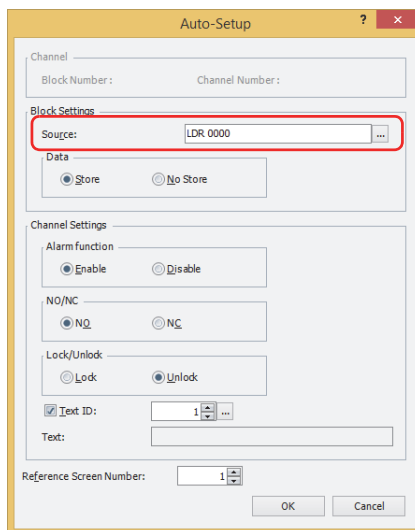 Auto-Setup ? ×
Channel
Block Number : Channel Number :
Block Settings
Source: LDR 0000 ...
Data
Store No Store
Channel Settings
Alarm function
Enable Disable
NO/NC
NO NC
Lock/Unlock
Lock Unlock
Text ID: 1 ...
Text:
Reference Screen Number: 1
OK Cancel